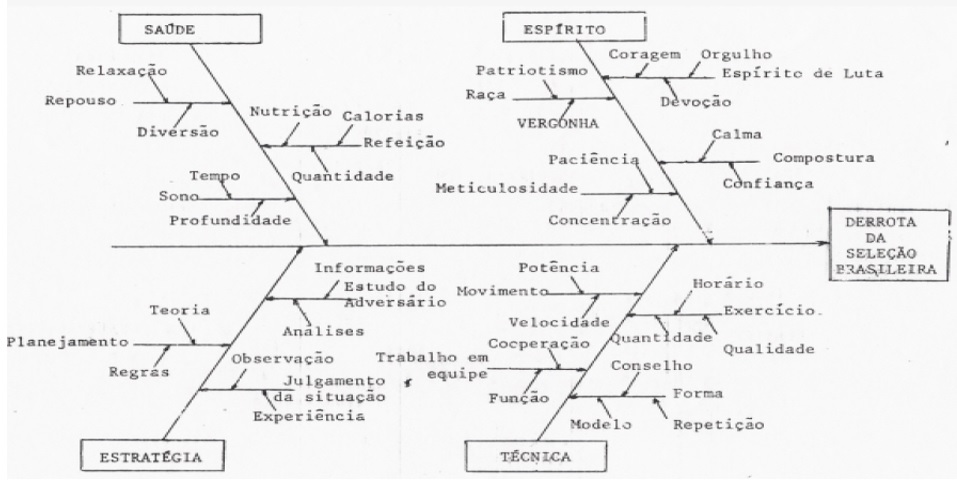 SAÚDE
ESPÍRITO
Relaxação
Repouso
Diversão
Nutrição
Calorias
Refeição
Quantidade
Tempo
Sono
Profundidade
Coragem
Orgulho
Patriotismo
Espírito de Luta
Raça
Devoção
VERGONHA
Calma
Paciência
Compostura
Meticulosidade
Confiança
Concentração
DERROTA
DA
SELEÇÃO
BRASILEIRA
Informações
Estudo do
Adversário
Análises
Teoria
Planejamento
Regras
Observação
Julgamento
da situação
Experiência
Potência
Movimento
Velocidade
Horário
Exercício.
Quantidade
Qualidade
Cooperação
Trabalho em
equipe
Função
Conselho
Forma
Modelo
Repetição
ESTRATÉGIA
TÉCNICA